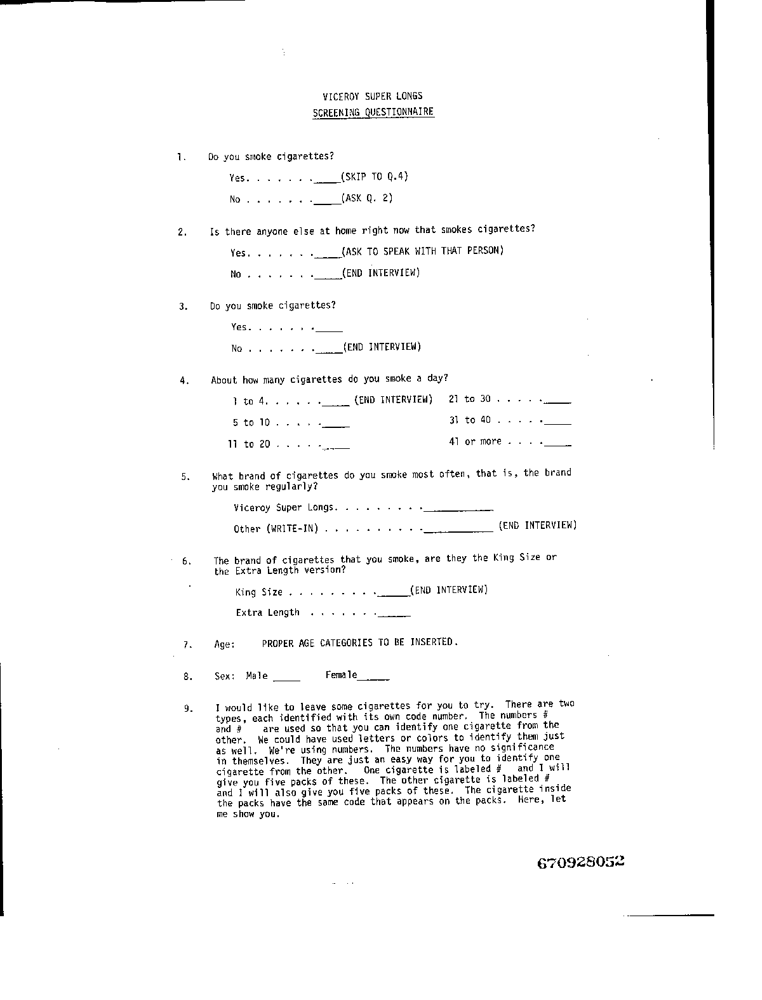 VICEROY SUPER LONGS
SCREENING QUESTIONNAIRE
1. Do you smoke cigarettes?
Yes. . . . . . . ____(SKIP TO Q.4)
No . . . . . . . ____(ASK Q. 2)
2. Is there anyone else at home right now that smokes cigarettes?
Yes. . . . . . . ____(ASK TO SPEAK WITH THAT PERSON)
No . . . . . . . ____(END INTERVIEW)
3. Do you smoke cigarettes?
Yes. . . . . . . ____
No . . . . . . . ____(END INTERVIEW)
4. About how many cigarettes do you smoke a day?
1 to 4. . . . . . ____ (END INTERVIEW) 21 to 30 . . . . . ____
5 to 10 . . . . . ____ 31 to 40 . . . . . ____
11 to 20 . . . . . ____ 41 or more . . . . ____
5. What brand of cigarettes do you smoke most often, that is, the brand
you smoke regularly?
Viceroy Super Longs. . . . . . . . . ___________
Other (WRITE-IN) . . . . . . . . . . ___________ (END INTERVIEW)
6. The brand of cigarettes that you smoke, are they the King Size or
the Extra Length version?
King Size . . . . . . . . . _____(END INTERVIEW)
Extra Length . . . . . . . _____
7. Age: PROPER AGE CATEGORIES TO BE INSERTED.
8. Sex: Male ____ Female_____
9. I would like to leave some cigarettes for you to try. There are two
types, each identified with its own code number. The numbers #
and # are used so that you can identify one cigarette from the
other. We could have used letters or colors to identify them just
as well. We're using numbers. The numbers have no significance
in themselves. They are just an easy way for you to identify one
cigarette from the other. One cigarette is labeled # and I will
give you five packs of these. The other cigarette is labeled #
and I will also give you five packs of these. The cigarette inside
the packs have the same code that appears on the packs. Here, let
me show you.
670928052